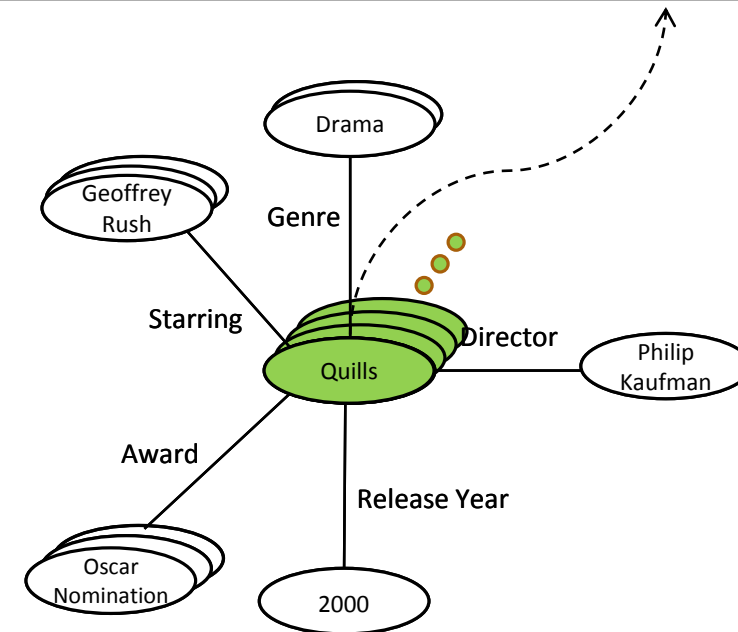 Drama
Geoffrey
Rush
Genre
Starring
Director
Quills
Philip
Kaufman
Award
Release Year
Oscar
Nomination
2000